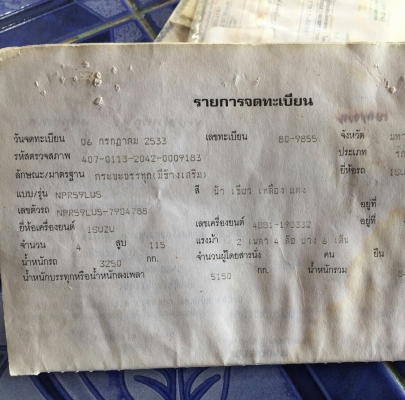 รายการจดทะเบียน
วันจดทะเบียน 06 กรกฎาคม 2533 เลขทะเบียน 80-9855 จังหวัด มหา
รหัสตรวจสภาพ 407-0113-2042-0009183 ประเภท รถ
ลักษณะ/มาตรฐาน กระบะบรรทุก(มีข้างเสริม) ยี่ห้อรถ ISU
แบบ/รุ่น NPR59LW5 สี ฟ้า เขียว เหลือง แดง
เลขตัวรถ NPR59LW5-7904788 อยู่ที่
ยี่ห้อเครื่องยนต์ ISUZU เลขเครื่องยนต์ 4BB1-190332 อยู่ที่
จำนวน 4 สูบ 115 แรงม้า 2 เพลา 4 ล้อ ยาง 6 เส้น
น้ำหนักรถ 3250 กก. จำนวนผู้โดยสารนั่ง คน ยืน
น้ำหนักบรรทุกหรือน้ำหนักลงเพลา 5150 กก. น้ำหนักรวม 84